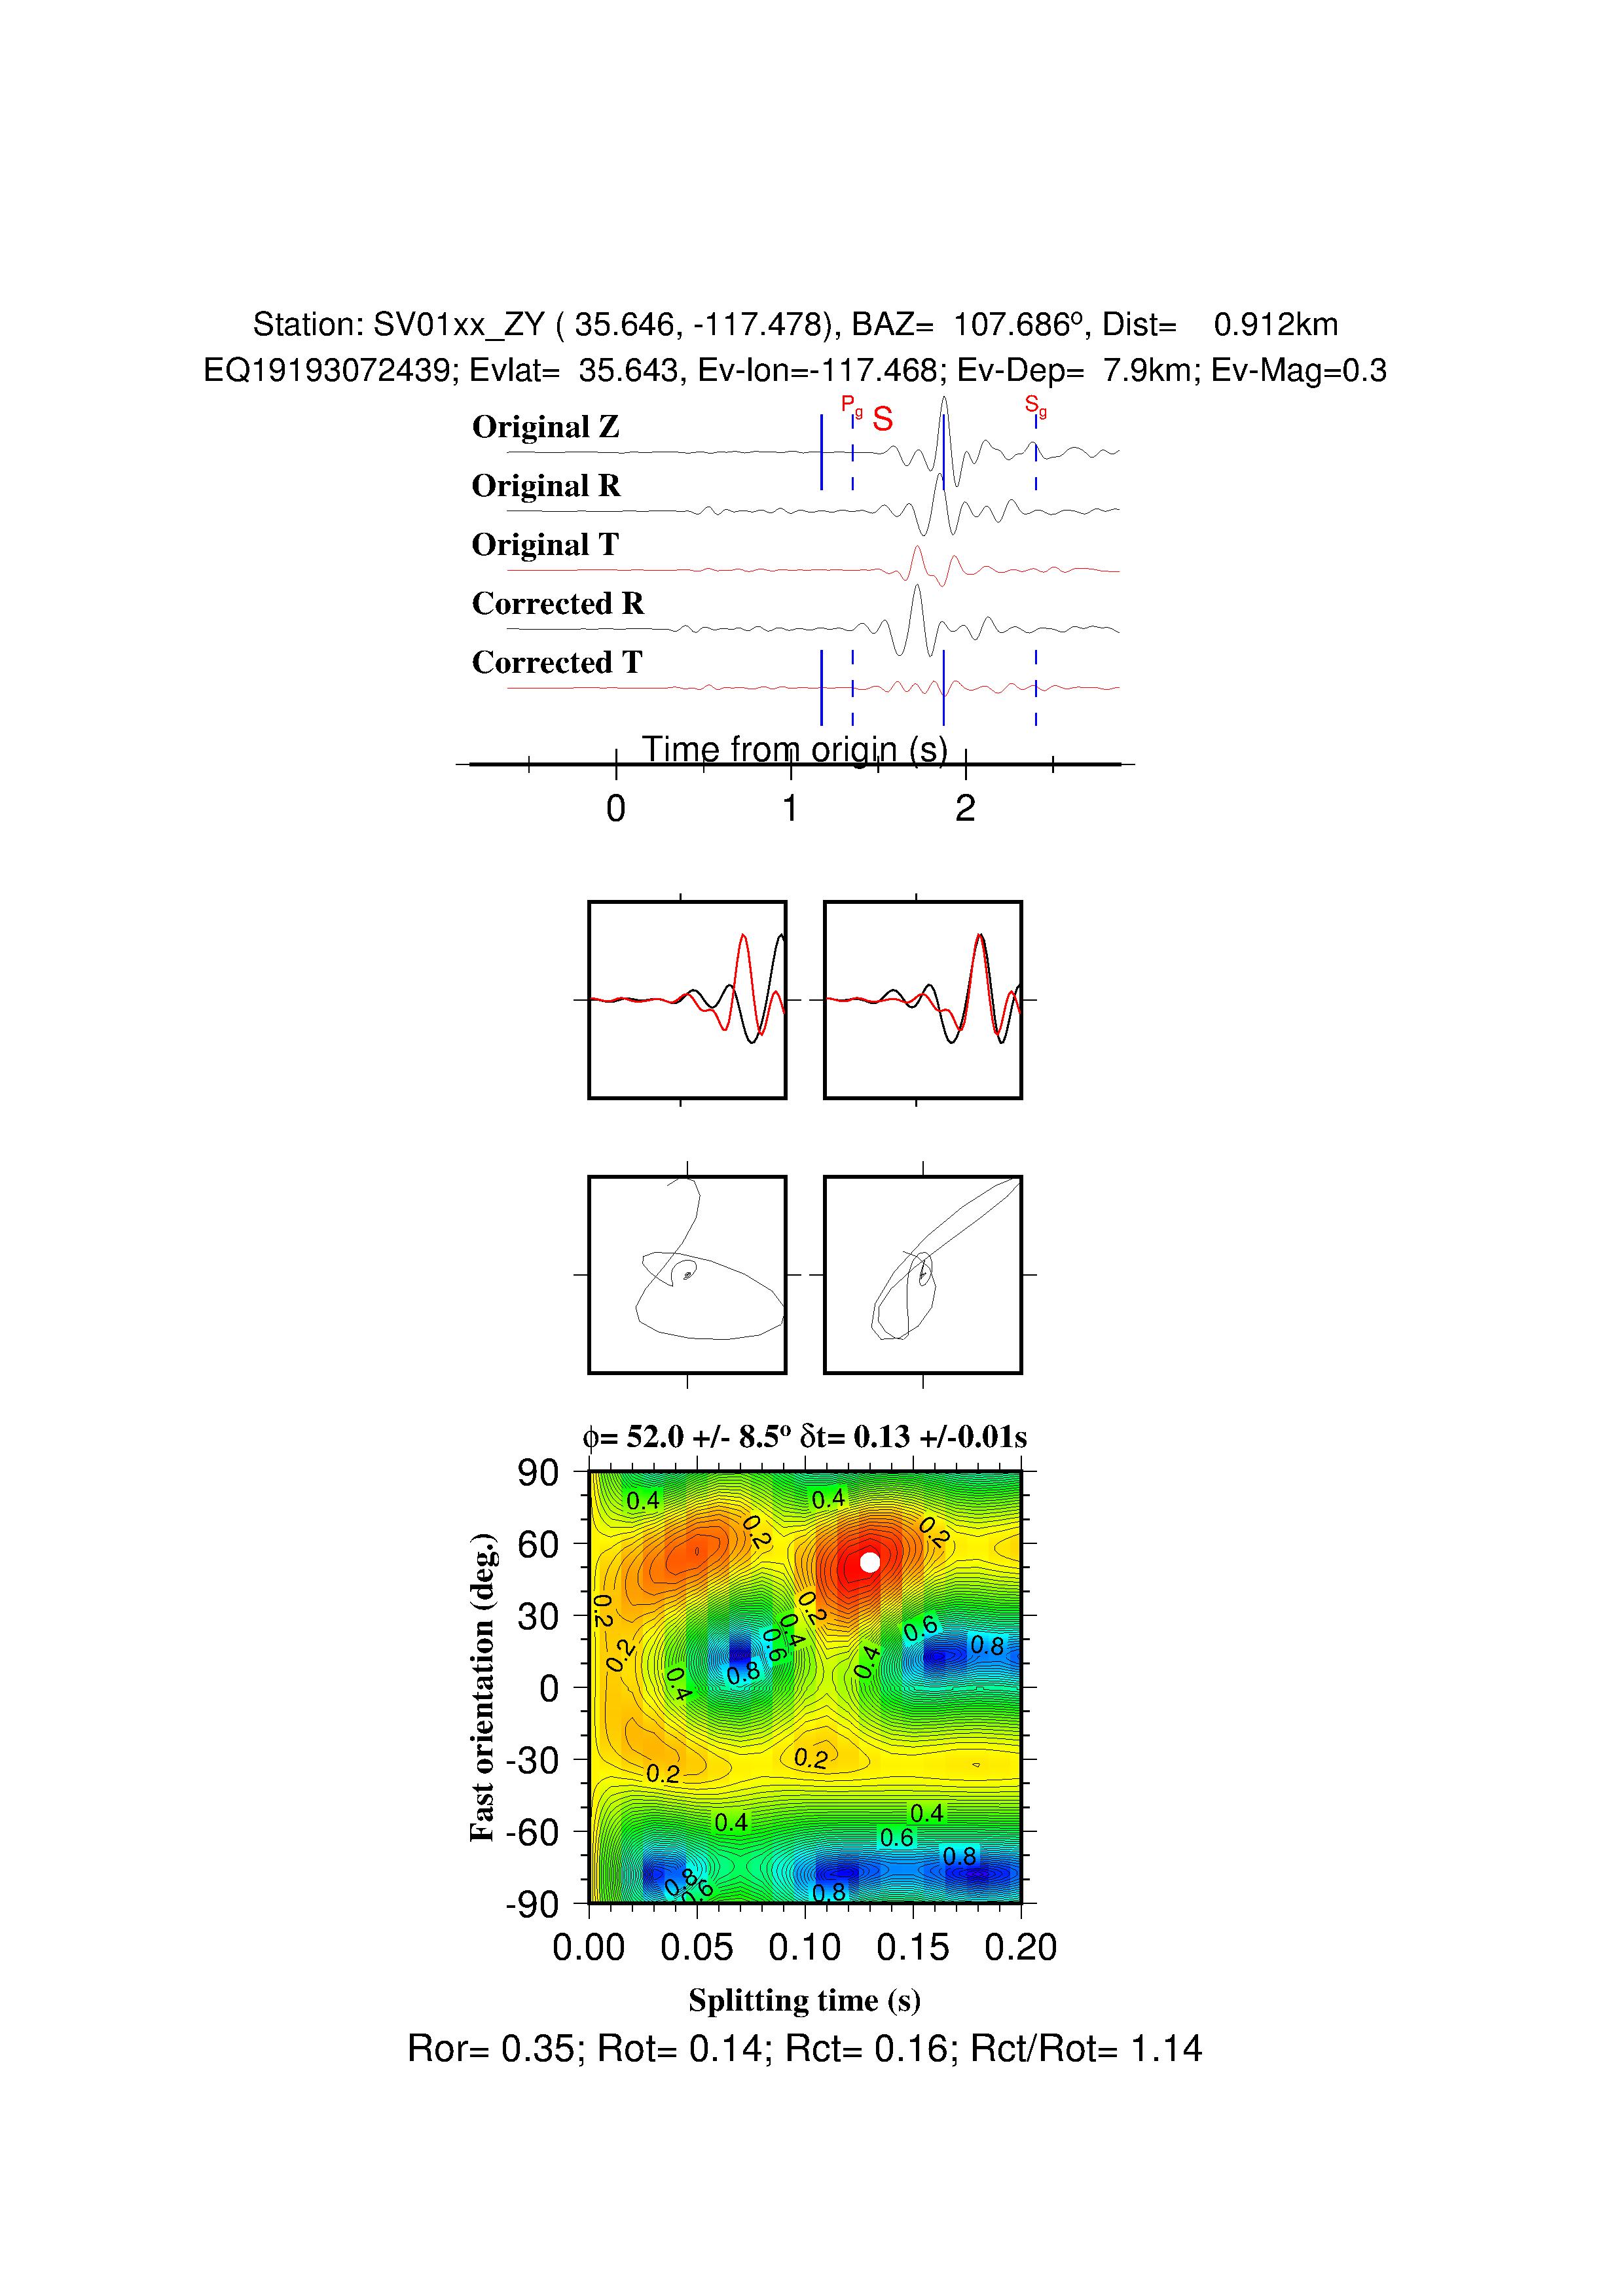 Station: SV01xx_ZY ( 35.646, -117.478), BAZ= 107.686º, Dist= 0.912km
EQ19193072439; Evlat= 35.643, Ev-lon=-117.468; Ev-Dep= 7.9km; Ev-Mag=0.3
Pg S Sg
Original Z
Original R
Original T
Corrected R
Corrected T
Time from origin (s)
0 1 2
ϕ= 52.0 +/- 8.5º δt= 0.13 +/-0.01s
90
60
30
0
-30
-60
-90
Fast orientation (deg.)
0.4 0.4
0.2 0.2
0.2 0.2 0.4 0.6 0.6 0.8
0.2 0.4 0.8 0.4
0.2 0.2
0.4 0.4 0.6
0.8 0.6 0.8 0.8
0.00 0.05 0.10 0.15 0.20
Splitting time (s)
Ror= 0.35; Rot= 0.14; Rct= 0.16; Rct/Rot= 1.14